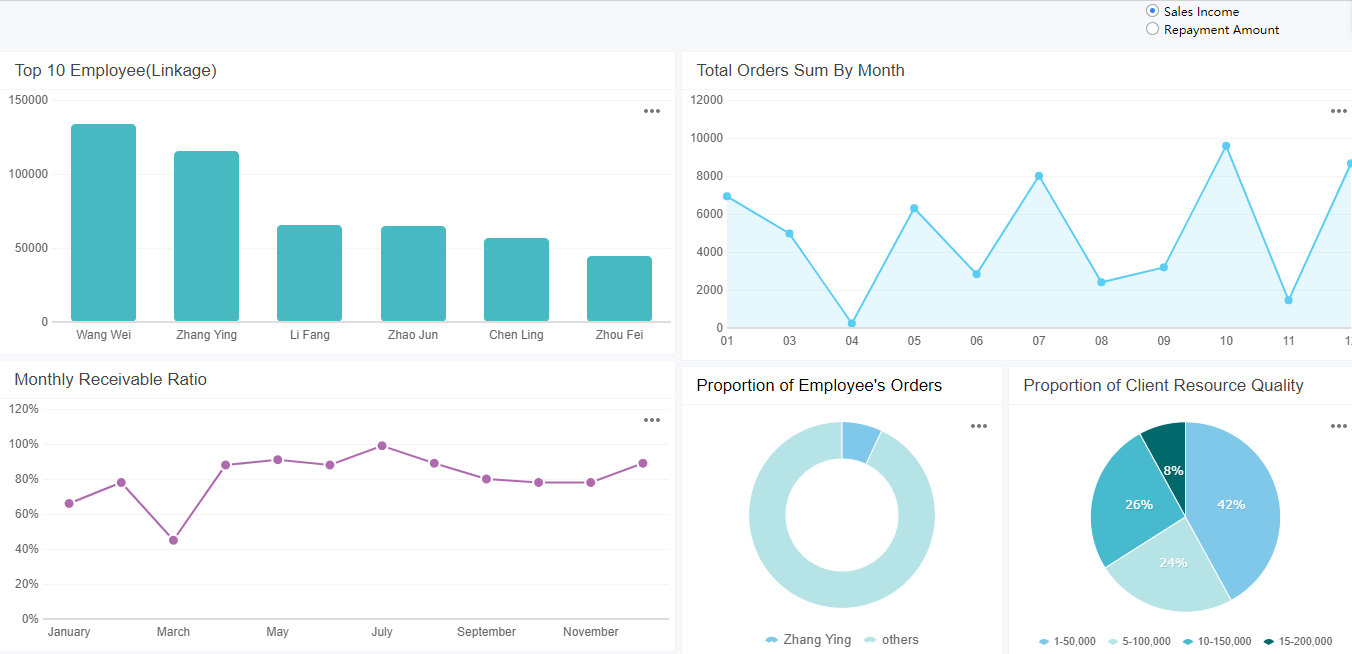 Sales Income
Repayment Amount
Top 10 Employee(Linkage)
150000
100000
50000
0
Wang Wei Zhang Ying Li Fang Zhao Jun Chen Ling Zhou Fei
Total Orders Sum By Month
12000
10000
8000
6000
4000
2000
0
01 03 04 05 06 07 08 09 10 11
Monthly Receivable Ratio
120%
100%
80%
60%
40%
20%
0%
January March May July September November
Proportion of Employee's Orders
Zhang Ying others
Proportion of Client Resource Quality
8%
26% 42%
24%
1-50,000 5-100,000 10-150,000 15-200,000